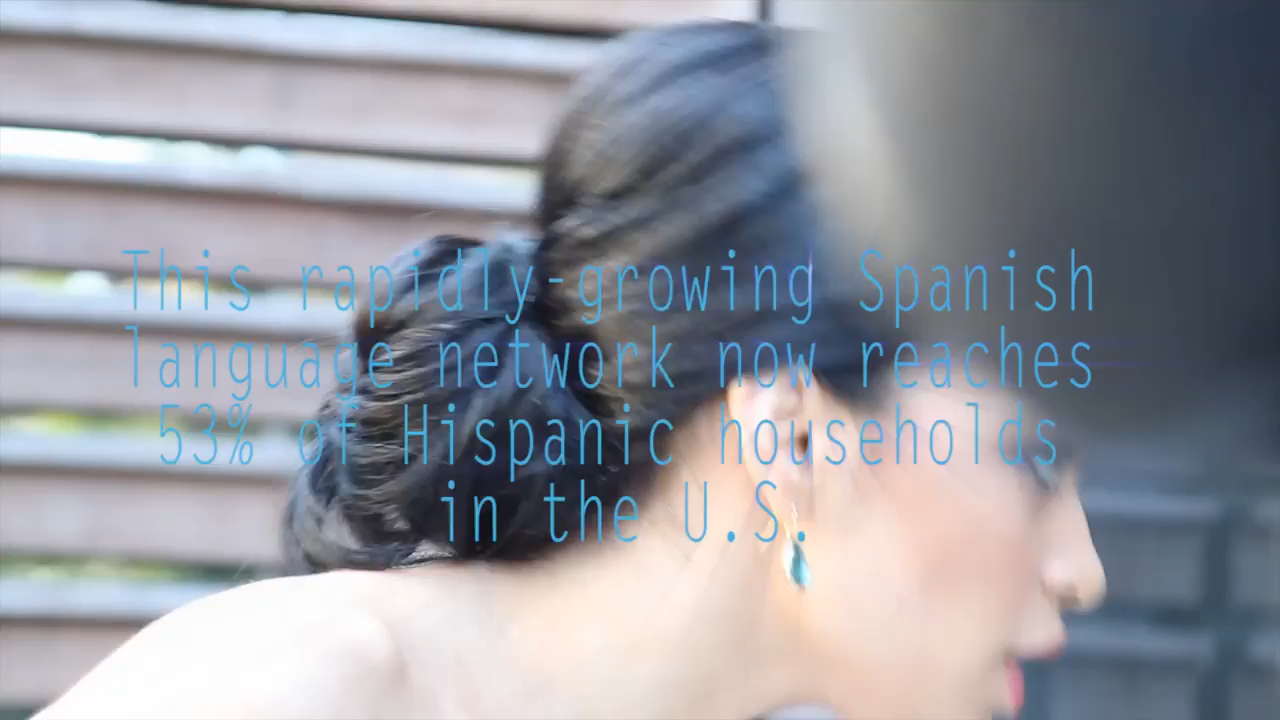 This rapidly-growing Spanish
language network now reaches
53% of Hispanic households
in the U.S.